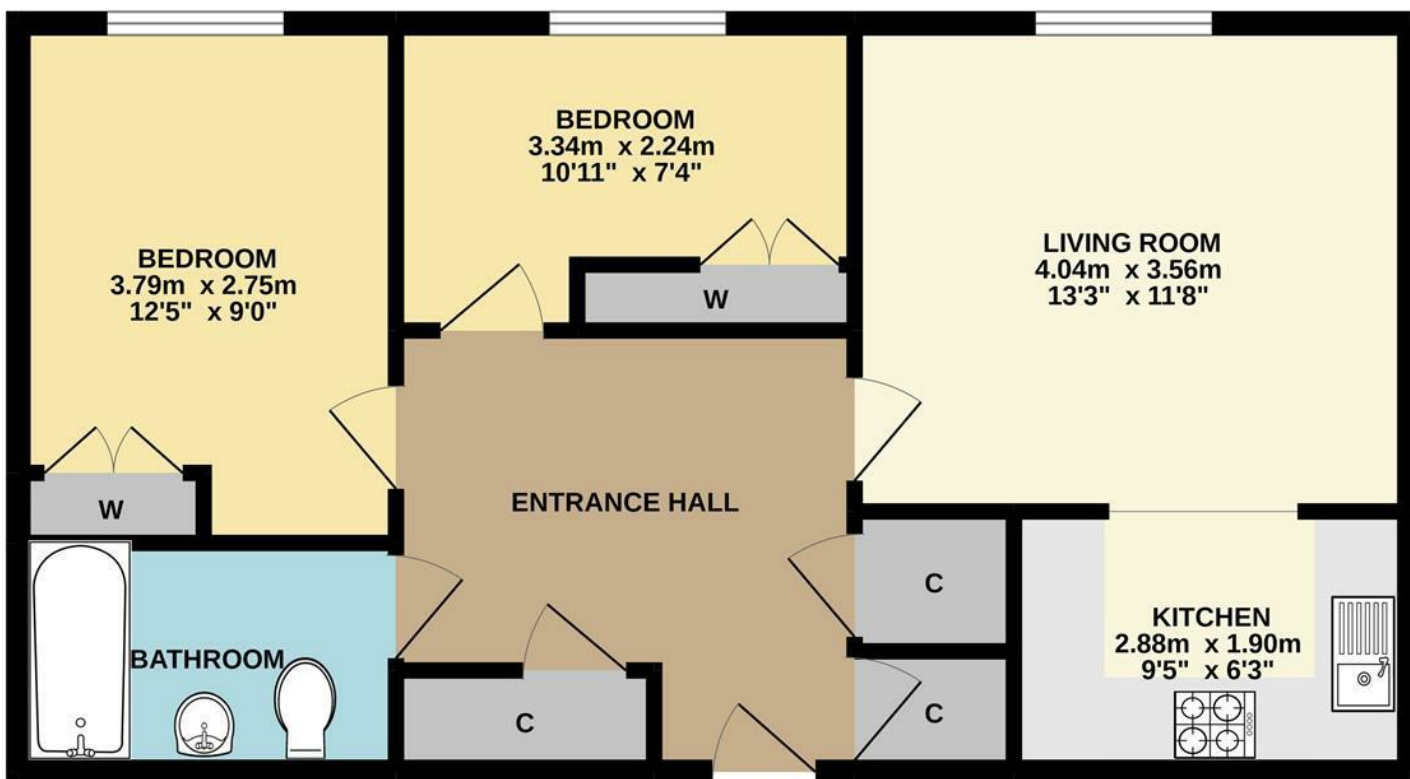 BEDROOM
3.79m x 2.75m
12'5" x 9'0"
W
BEDROOM
3.34m x 2.24m
10'11" x 7'4"
W
LIVING ROOM
4.04m x 3.56m
13'3" x 11'8"
ENTRANCE HALL
BATHROOM
C
C
C
KITCHEN
2.88m x 1.90m
9'5" x 6'3"